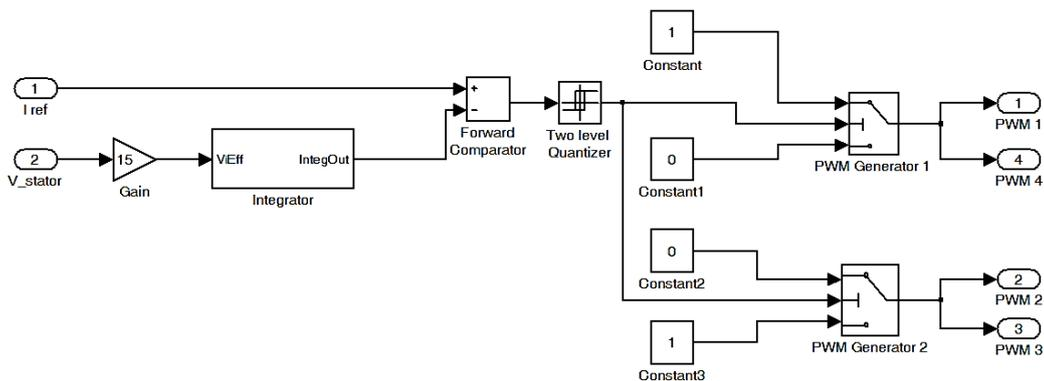 1
Constant
1
I ref
+
−
Forward
Comparator
Two level
Quantizer
1
PWM 1
2
V_stator
15
Gain
ViEff
IntegOut
Integrator
0
Constant1
PWM Generator 1
4
PWM 4
0
Constant2
2
PWM 2
1
Constant3
PWM Generator 2
3
PWM 3